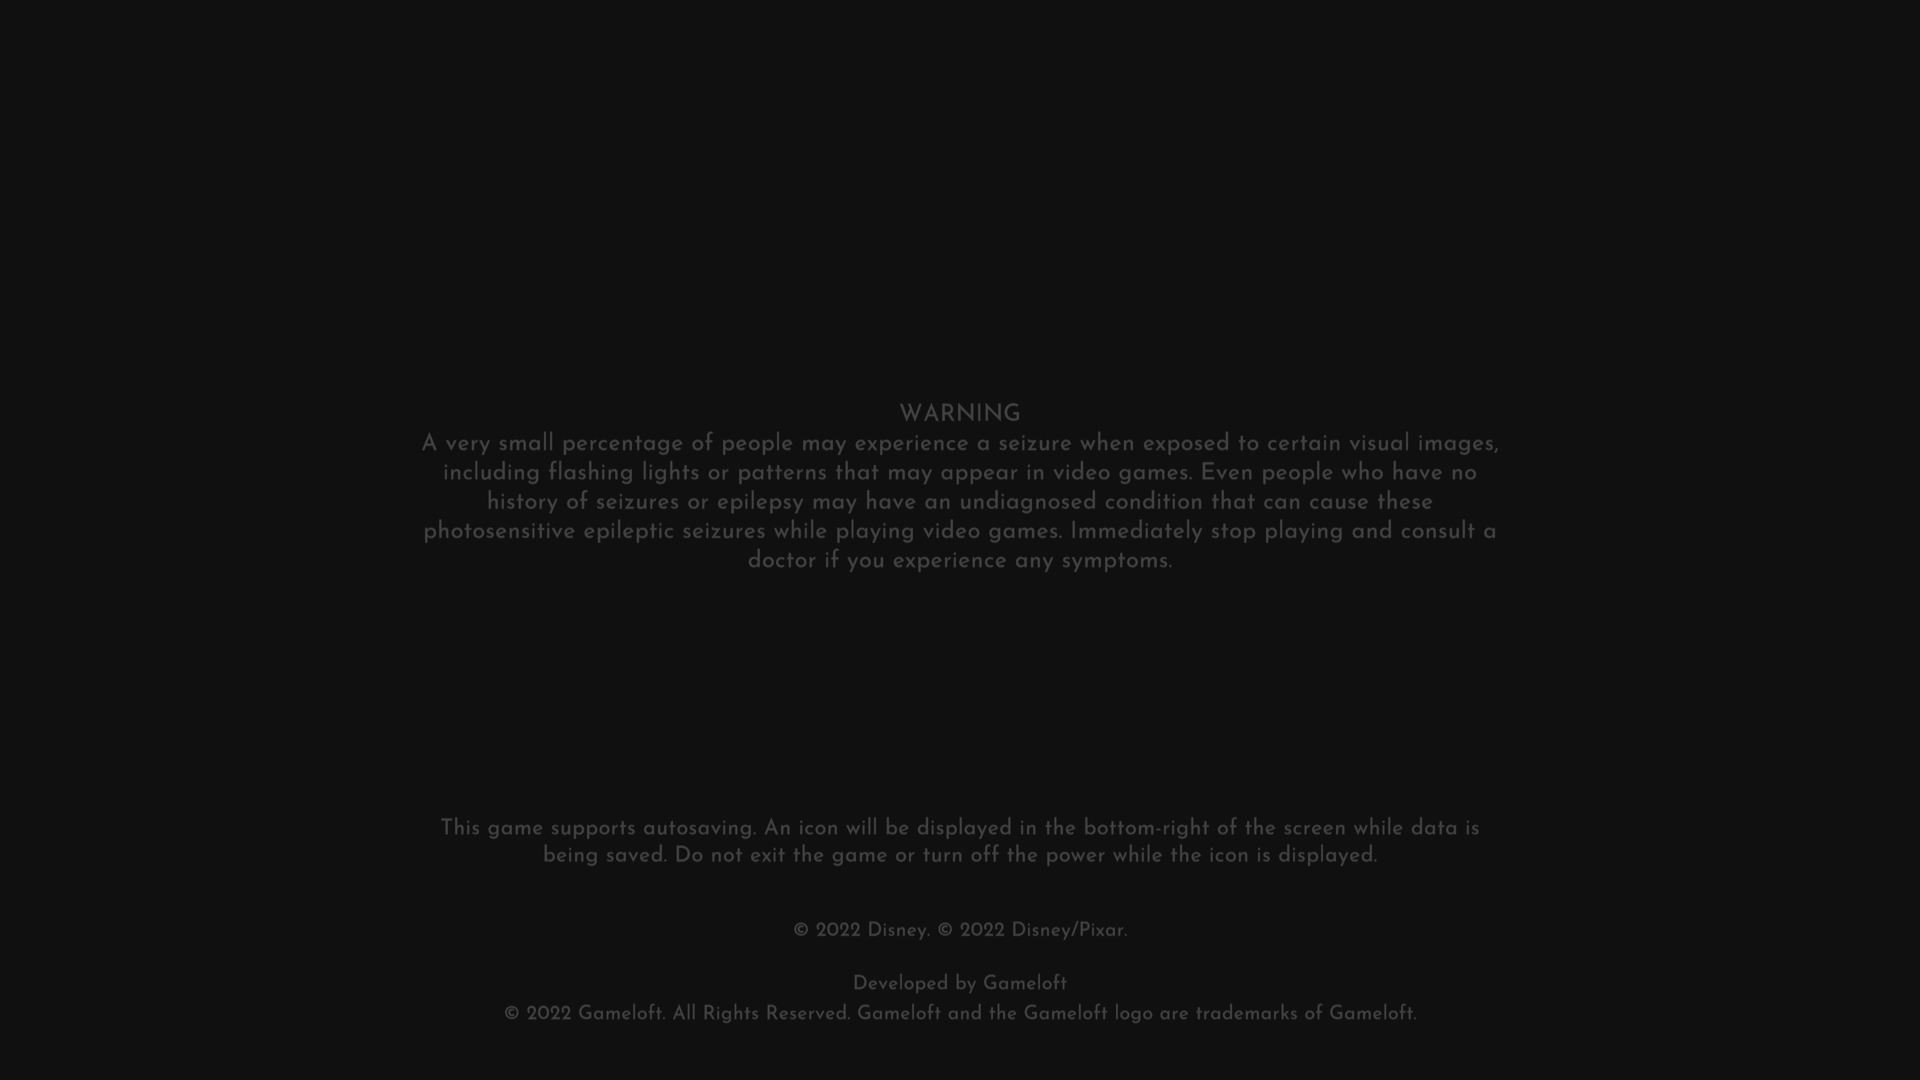 WARNING
A very small percentage of people may experience a seizure when exposed to certain visual images,
including flashing lights or patterns that may appear in video games. Even people who have no
history of seizures or epilepsy may have an undiagnosed condition that can cause these
photosensitive epileptic seizures while playing video games. Immediately stop playing and consult a
doctor if you experience any symptoms.
This game supports autosaving. An icon will be displayed in the bottom-right of the screen while data is
being saved. Do not exit the game or turn off the power while the icon is displayed.
© 2022 Disney. © 2022 Disney/Pixar.
Developed by Gameloft
© 2022 Gameloft. All Rights Reserved. Gameloft and the Gameloft logo are trademarks of Gameloft.